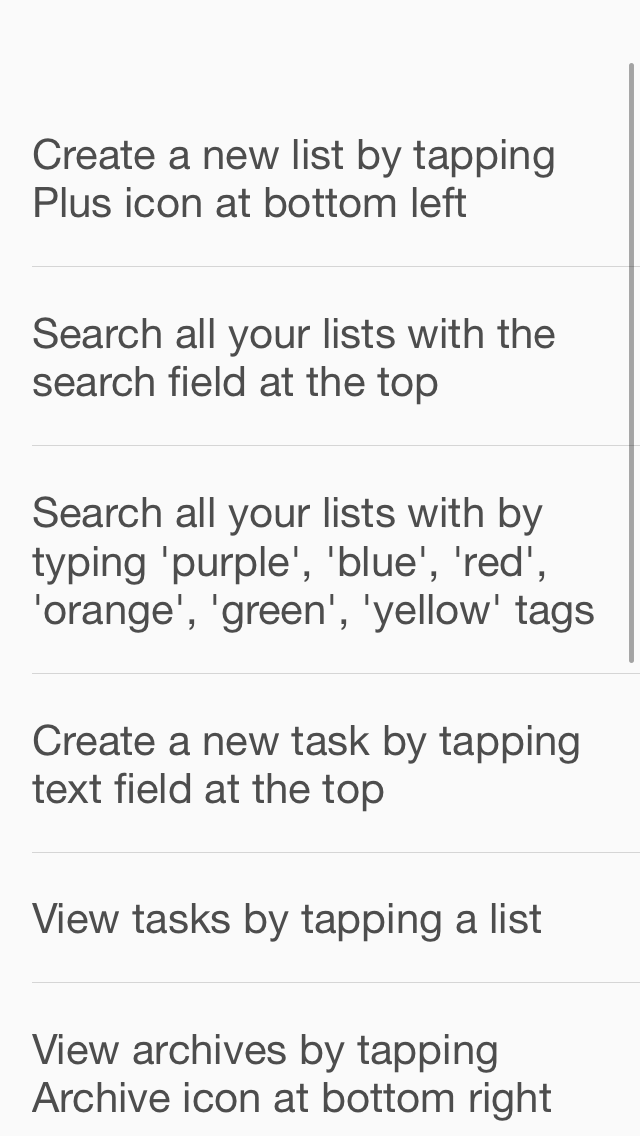 Create a new list by tapping
Plus icon at bottom left
Search all your lists with the
search field at the top
Search all your lists with by
typing 'purple', 'blue', 'red',
'orange', 'green', 'yellow' tags
Create a new task by tapping
text field at the top
View tasks by tapping a list
View archives by tapping
Archive icon at bottom right